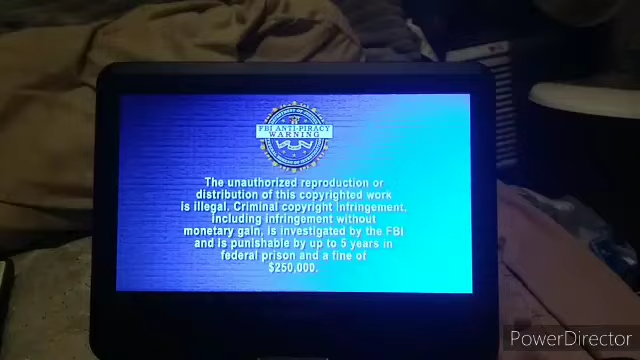 FBI ANTI-PIRACY
WARNING
The unauthorized reproduction or
distribution of this copyrighted work
is illegal. Criminal copyright infringement,
including infringement without
monetary gain, is investigated by the FBI
and is punishable by up to 5 years in
federal prison and a fine of
$250,000.
PowerDirector